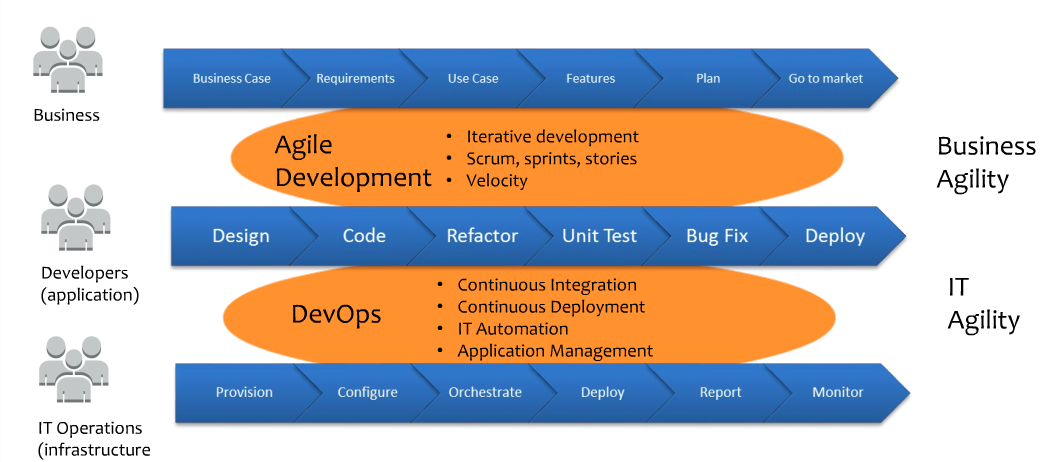 Business Case
Requirements
Use Case
Features
Plan
Go to market
Business
Agile
Development
• Iterative development
• Scrum, sprints, stories
• Velocity
Business
Agility
Design
Code
Refactor
Unit Test
Bug Fix
Deploy
Developers
(application)
DevOps
• Continuous Integration
• Continuous Deployment
• IT Automation
• Application Management
IT
Agility
Provision
Configure
Orchestrate
Deploy
Report
Monitor
IT Operations
(infrastructure